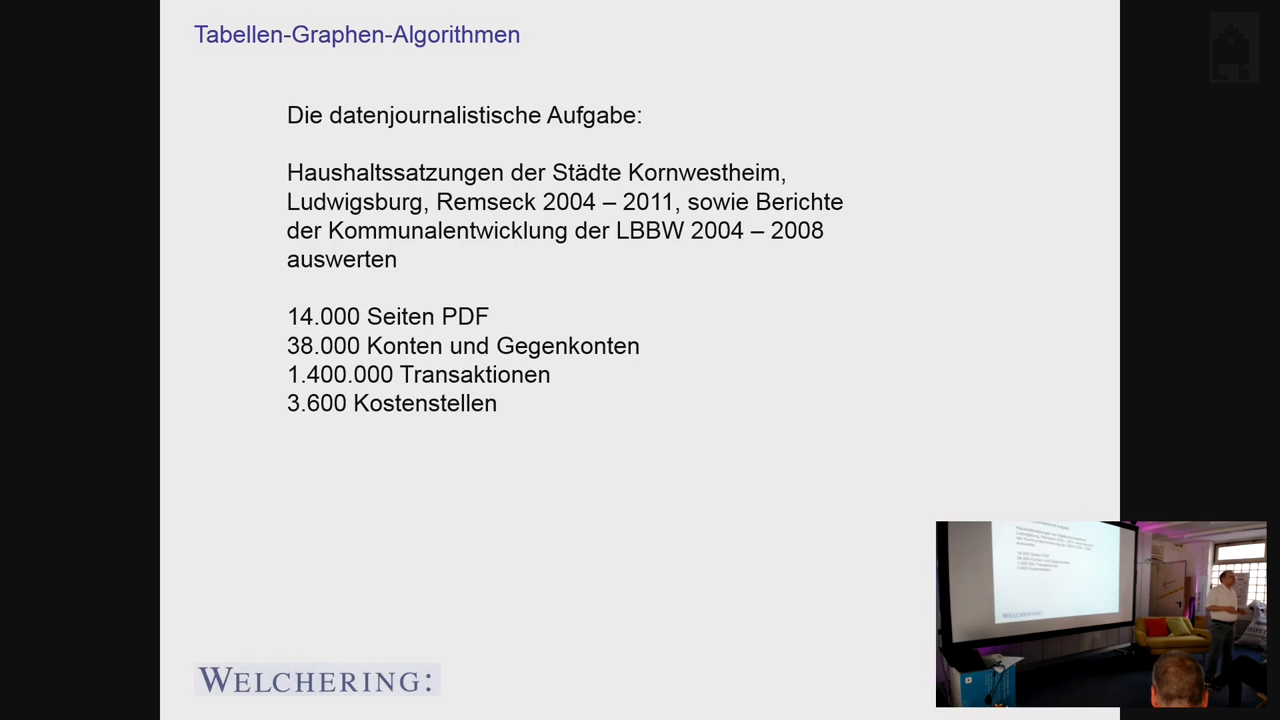 Tabellen-Graphen-Algorithmen
Die datenjournalistische Aufgabe:
Haushaltssatzungen der Städte Kornwestheim,
Ludwigsburg, Remseck 2004 – 2011, sowie Berichte
der Kommunalentwicklung der LBBW 2004 – 2008
auswerten
14.000 Seiten PDF
38.000 Konten und Gegenkonten
1.400.000 Transaktionen
3.600 Kostenstellen
WELCHERING: